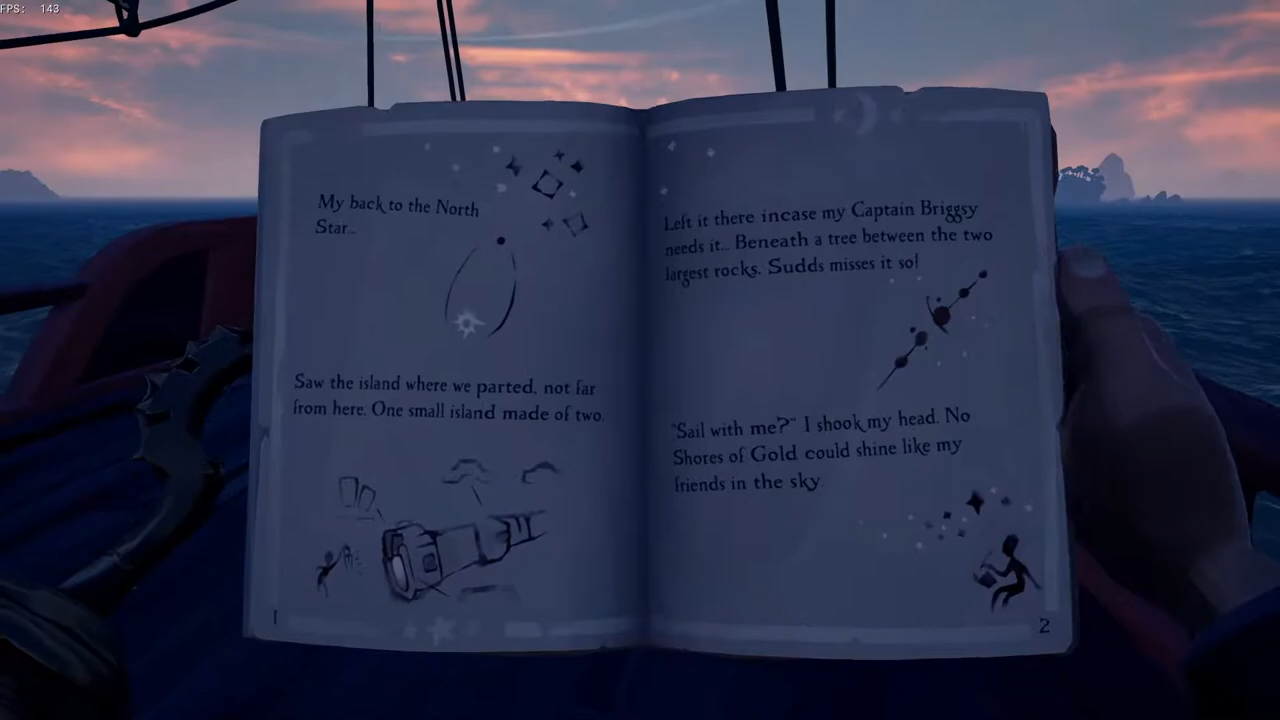 FPS: 143
My back to the North
Star...
Saw the island where we parted, not far
from here. One small island made of two.
1
Left it there incase my Captain Briggsy
needs it... Beneath a tree between the two
largest rocks. Sudds misses it so!
"Sail with me?" I shook my head. No
Shores of Gold could shine like my
friends in the sky.
2